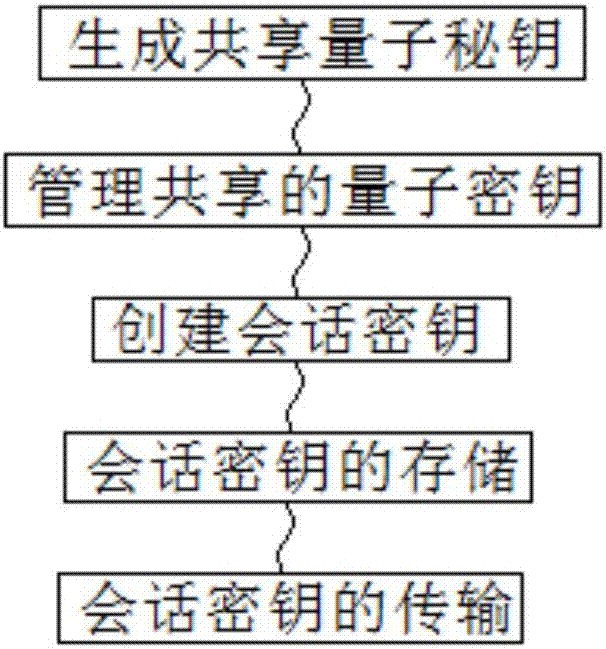 生成共享量子秘钥
管理共享的量子密钥
创建会话密钥
会话密钥的存储
会话密钥的传输